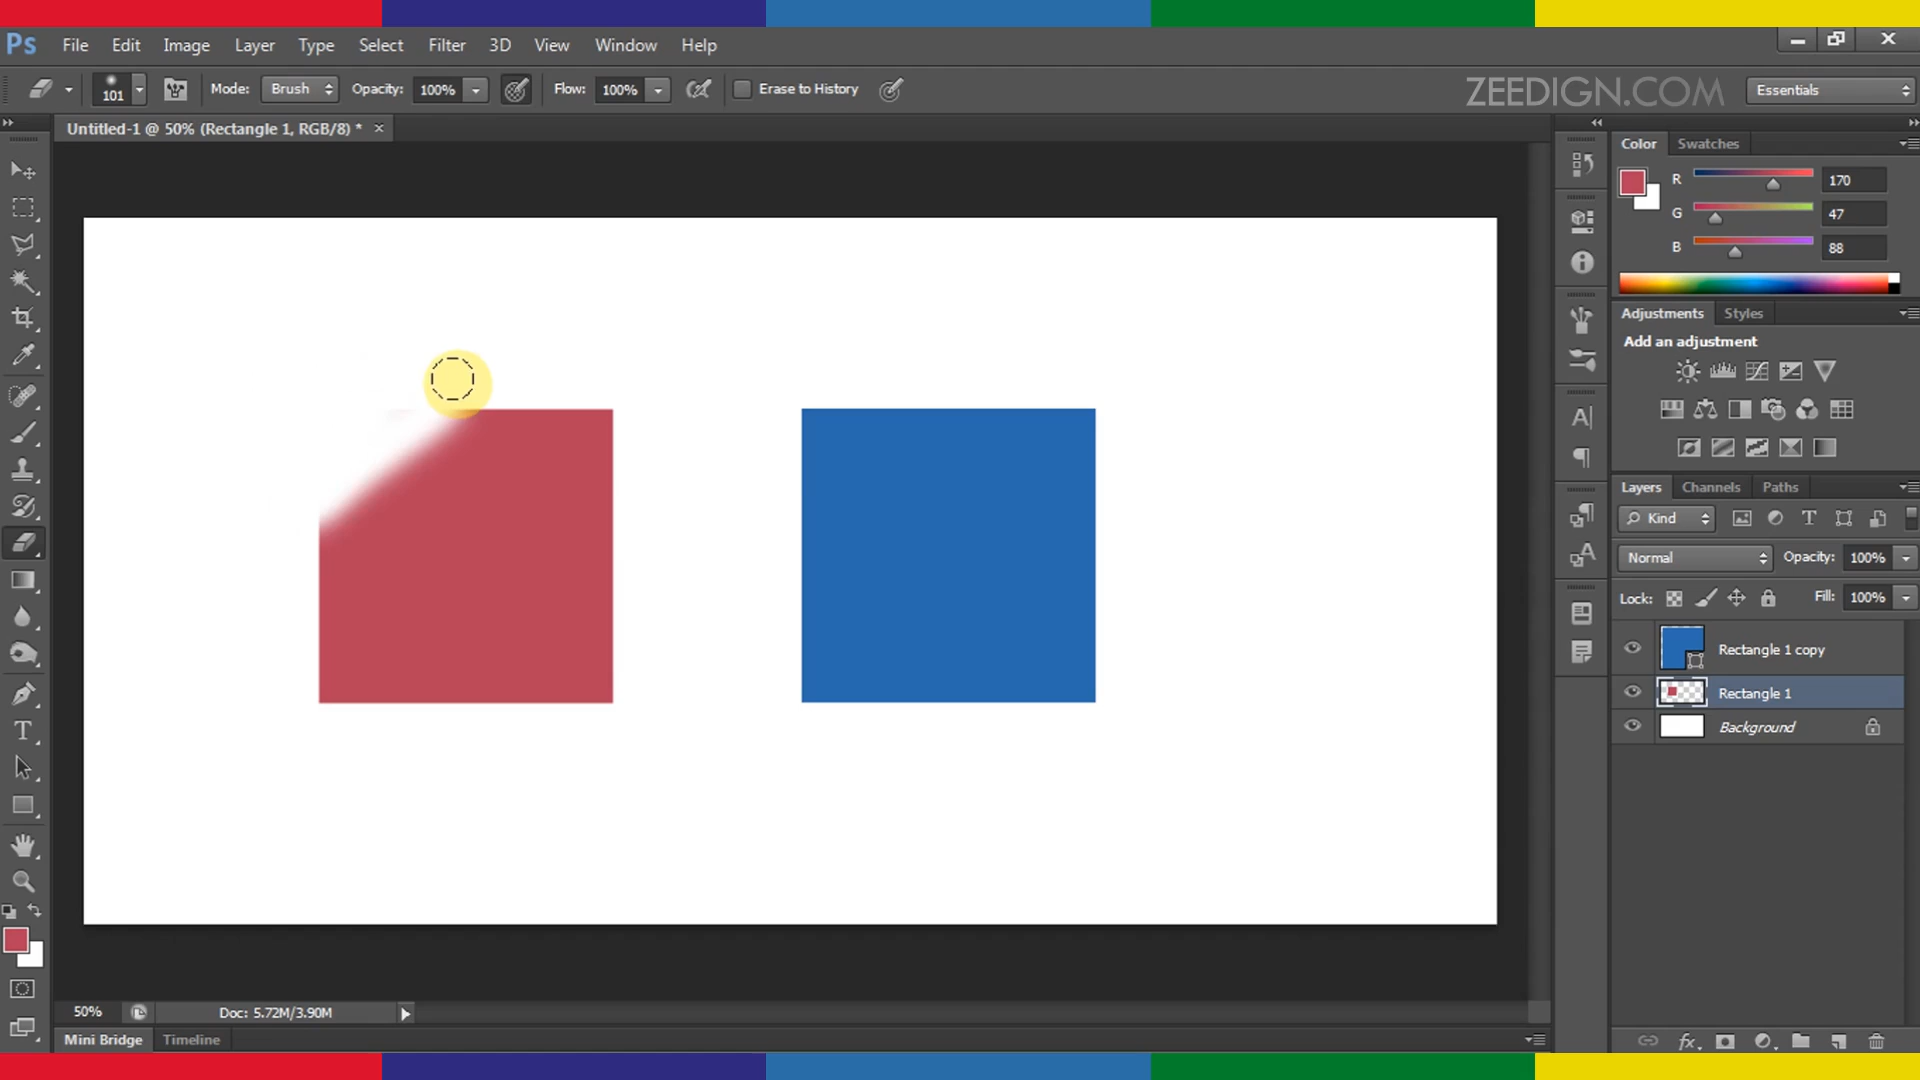 Ps File Edit Image Layer Type Select Filter 3D View Window Help
101 Mode: Brush Opacity: 100% Flow: 100% Erase to History ZEEDIGN.COM Essentials
Untitled-1 @ 50% (Rectangle 1, RGB/8) * ×
Color Swatches
R 170
G 47
B 88
Adjustments Styles
Add an adjustment
Layers Channels Paths
Kind
Normal Opacity: 100%
Lock: Fill: 100%
Rectangle 1 copy
Rectangle 1
Background
50% Doc: 5.72M/3.90M
Mini Bridge Timeline